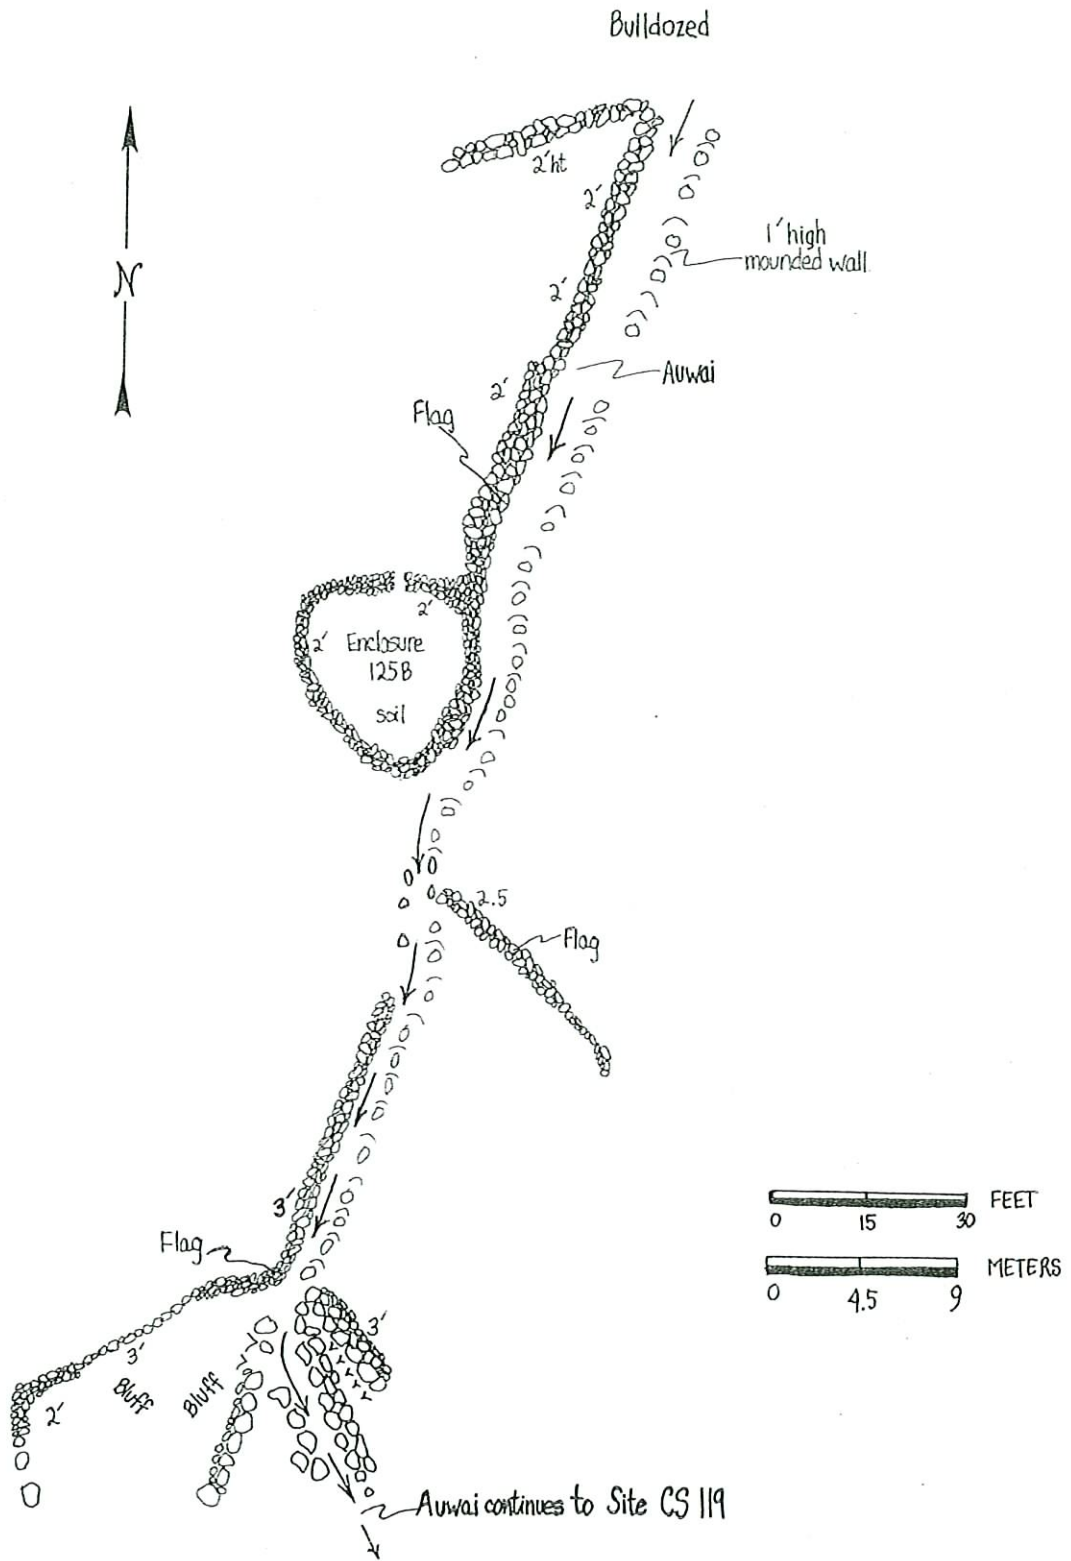 Bulldozed
2'ht
2'
1' high
mounded wall
N
2'
2'
Auwai
Flag
2'
2'
Enclosure
125B
soil
2.5
Flag
3'
FEET
0 15 30
Flag
METERS
0 4.5 9
3'
3'
Bluff
Bluff
2'
Auwai continues to Site CS 119